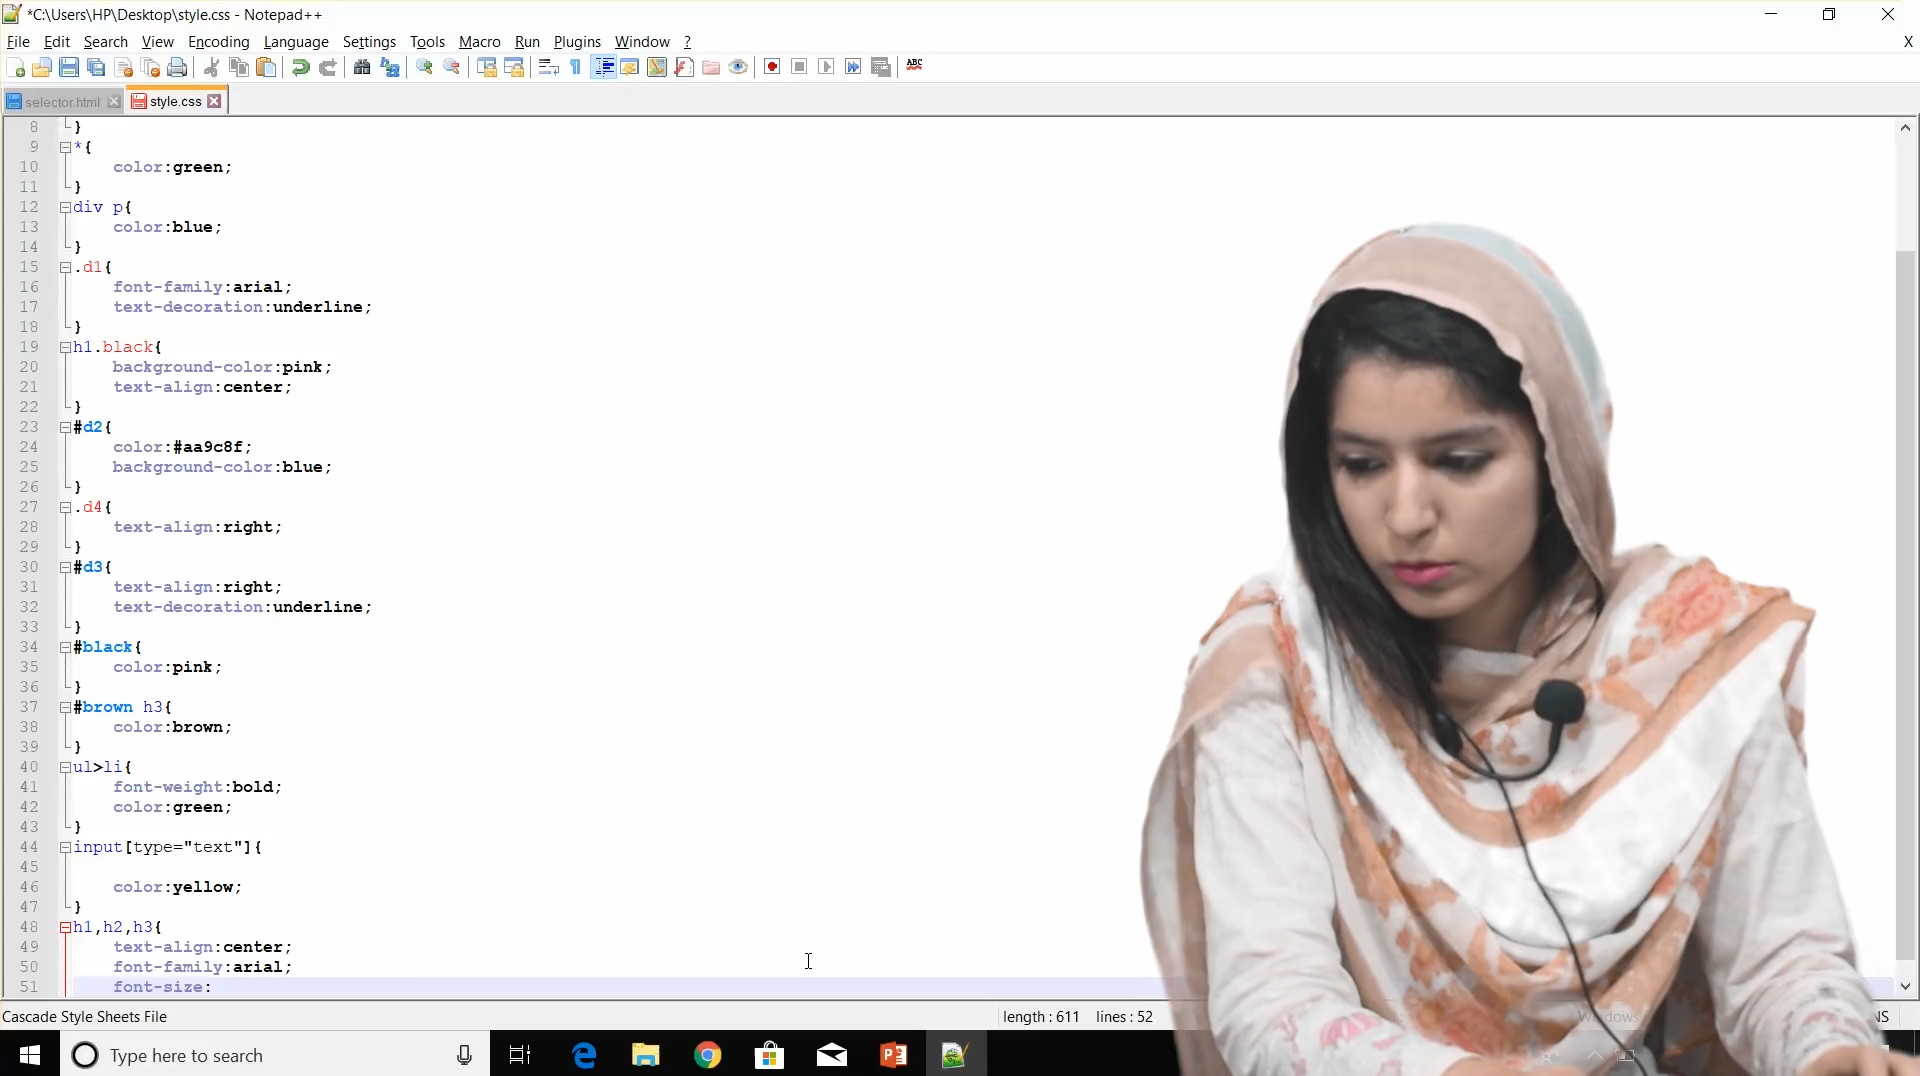 *C:\Users\HP\Desktop\style.css - Notepad++
File Edit Search View Encoding Language Settings Tools Macro Run Plugins Window ? X
ABC
selector.html style.css
8 }
9 *{
10 color:green;
11 }
12 div p{
13 color:blue;
14 }
15 .d1{
16 font-family:arial;
17 text-decoration:underline;
18 }
19 h1.black{
20 background-color:pink;
21 text-align:center;
22 }
23 #d2{
24 color:#aa9c8f;
25 background-color:blue;
26 }
27 .d4{
28 text-align:right;
29 }
30 #d3{
31 text-align:right;
32 text-decoration:underline;
33 }
34 #black{
35 color:pink;
36 }
37 #brown h3{
38 color:brown;
39 }
40 ul>li{
41 font-weight:bold;
42 color:green;
43 }
44 input[type="text"]{
45
46 color:yellow;
47 }
48 h1,h2,h3{
49 text-align:center;
50 font-family:arial;
51 font-size:
Cascade Style Sheets File length : 611 lines : 52 Windows NS
Type here to search